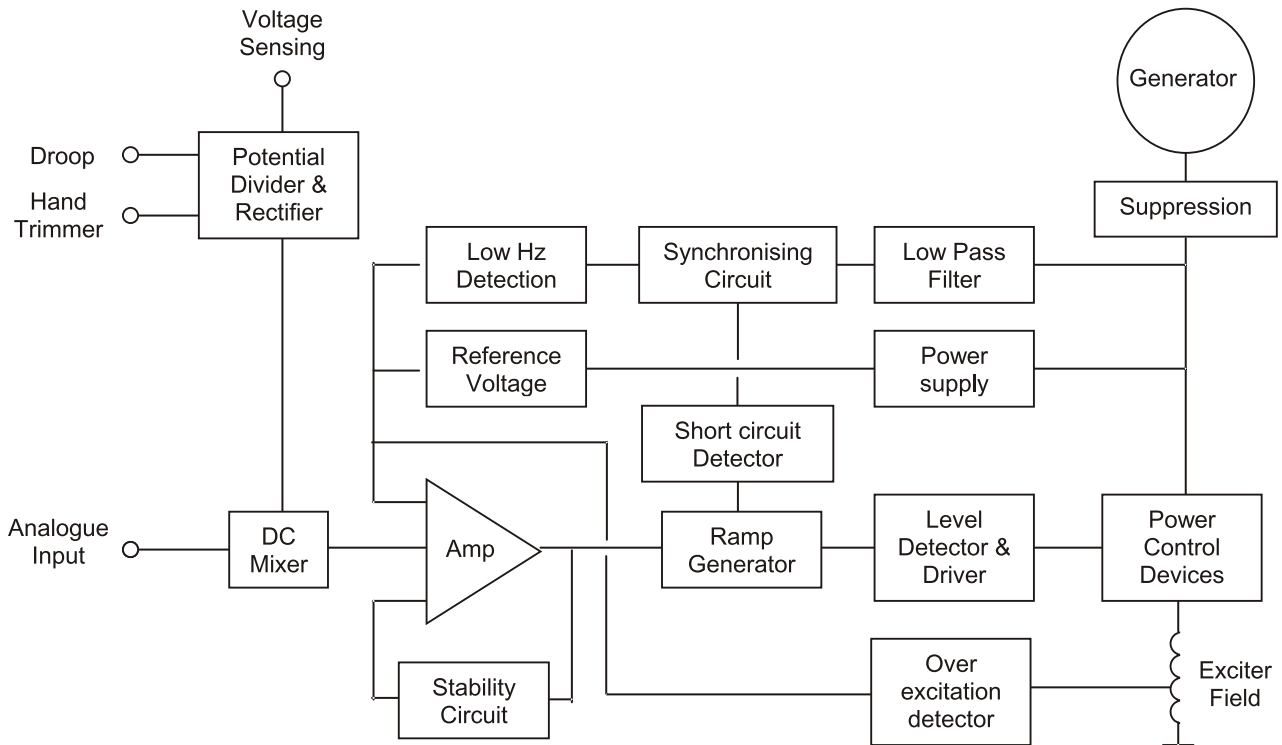 Voltage
Sensing
Generator
Droop
Hand
Trimmer
Potential
Divider &
Rectifier
Suppression
Low Hz
Detection
Synchronising
Circuit
Low Pass
Filter
Reference
Voltage
Power
supply
Short circuit
Detector
Analogue
Input
DC
Mixer
Amp
Ramp
Generator
Level
Detector &
Driver
Power
Control
Devices
Stability
Circuit
Over
excitation
detector
Exciter
Field